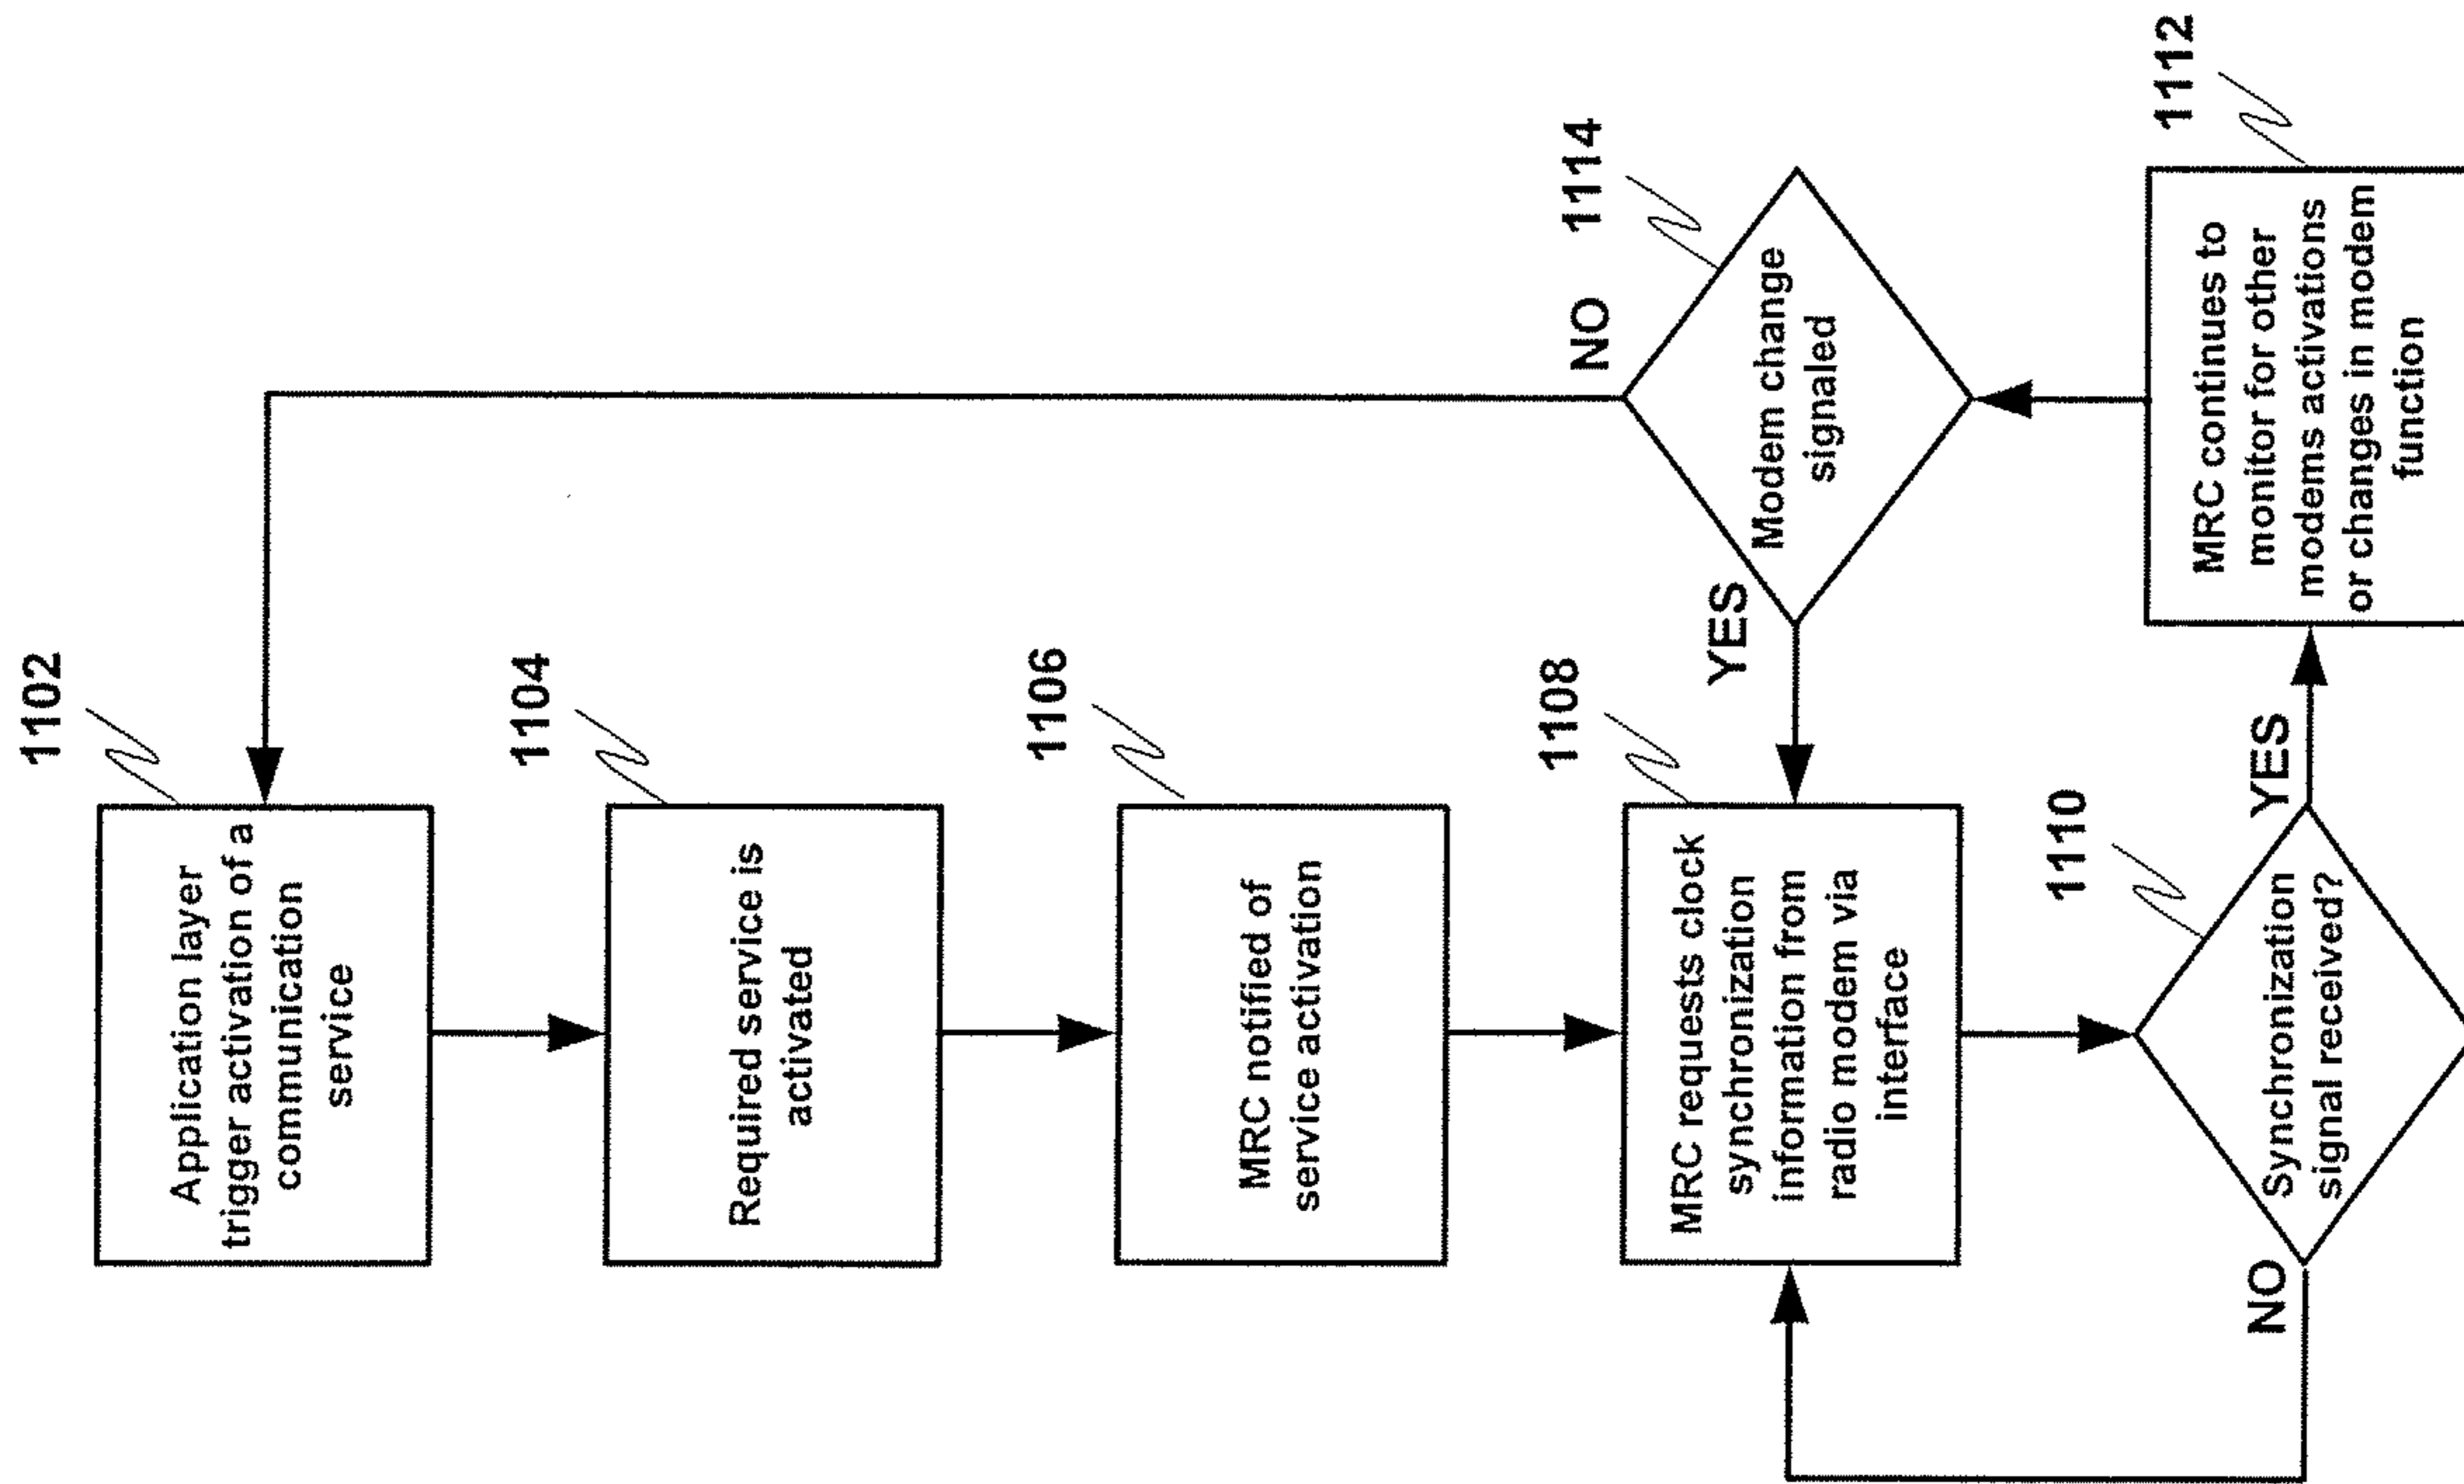 1102
Application layer
trigger activation of a
communication
service
1104
Required service is
activated
1106
MRC notified of
service activation
1108
MRC requests clock
synchronization
information from
radio modem via
interface
1110
Synchronization
signal received?
NO
YES
1112
MRC continues to
monitor for other
modems activations
or changes in modem
function
1114
Modem change
signaled
YES
NO